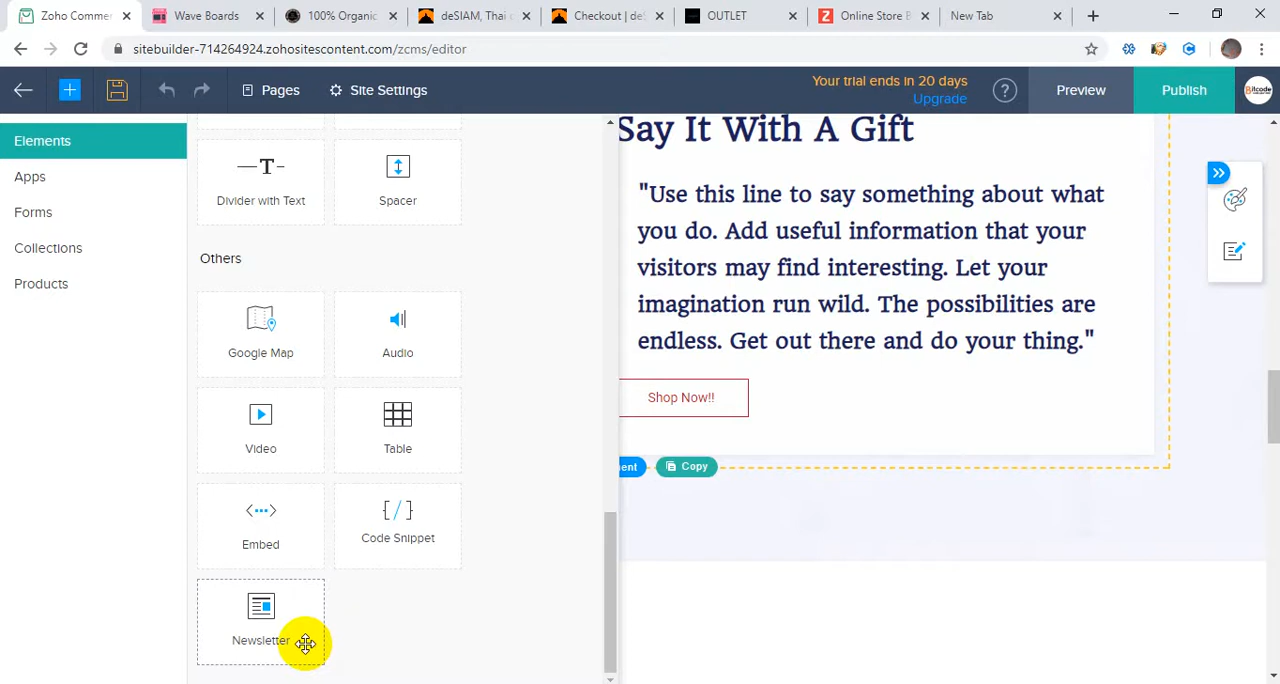 Zoho Commer
Wave Boards
100% Organic
deSIAM, Thai c
Checkout | deS
OUTLET
Online Store B
New Tab
sitebuilder-714264924.zohositescontent.com/zcms/editor
Pages
Site Settings
Your trial ends in 20 days
Upgrade
Preview
Publish
Elements
Apps
Forms
Collections
Products
Divider with Text
Spacer
Others
Google Map
Audio
Video
Table
Embed
Code Snippet
Newsletter
Say It With A Gift
"Use this line to say something about what
you do. Add useful information that your
visitors may find interesting. Let your
imagination run wild. The possibilities are
endless. Get out there and do your thing."
Shop Now!!
ent
Copy